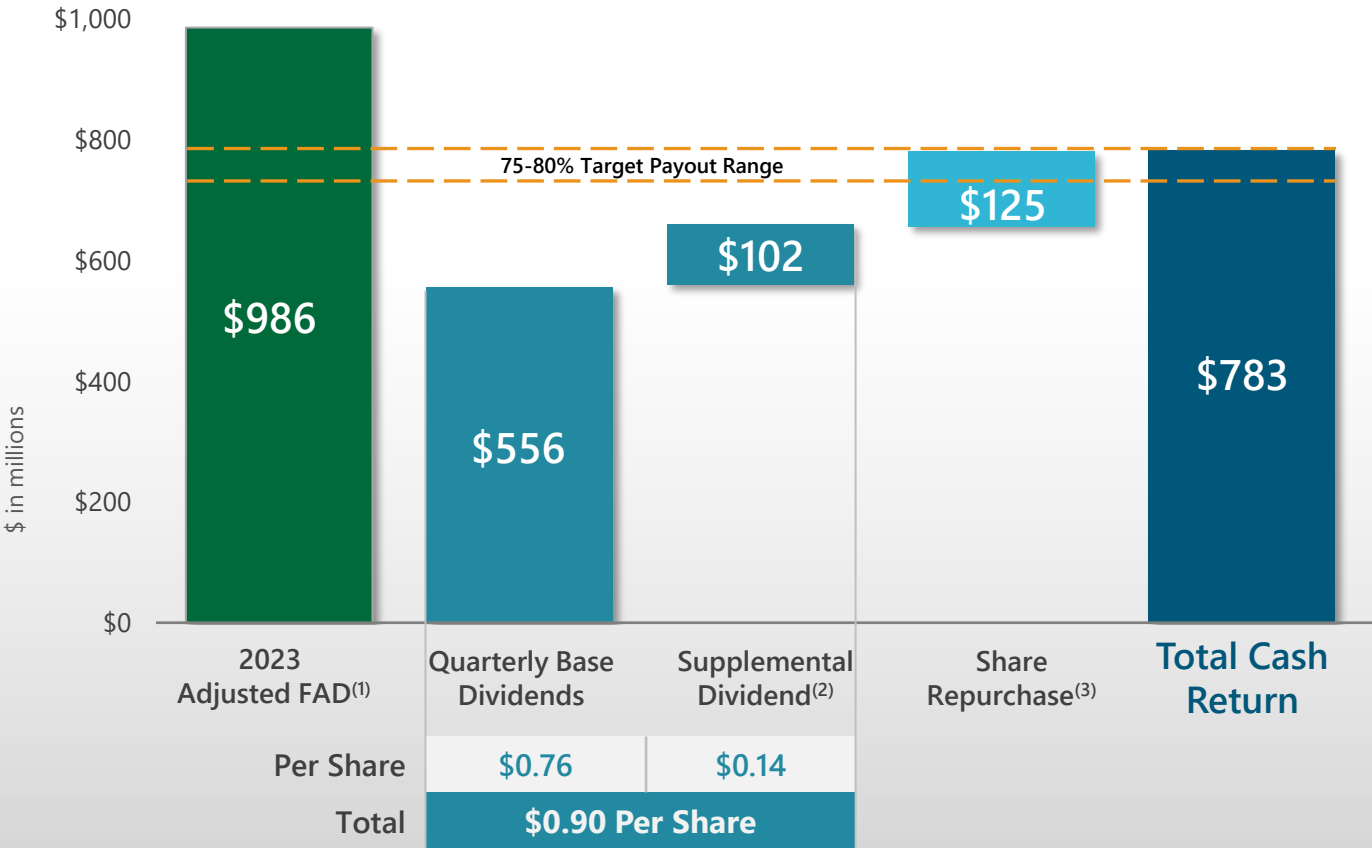 $1,000
$800
$600
$400
$200
$0
$ in millions
75-80% Target Payout Range
$986
$556
$102
$125
$783
2023
Adjusted FAD(1)
Quarterly Base
Dividends
Supplemental
Dividend(2)
Share
Repurchase(3)
Total Cash
Return
Per Share
$0.76
$0.14
Total
$0.90 Per Share